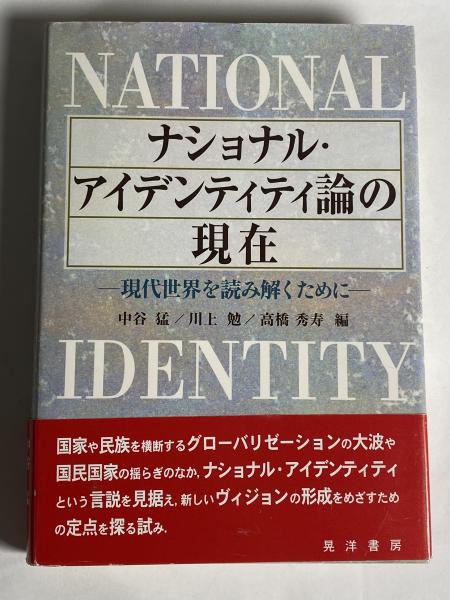 NATIONAL
ナショナル・
アイデンティティ論の
現在
―現代世界を読み解くために―
中谷 猛／川上 勉／高橋 秀寿 編
IDENTITY
国家や民族を横断するグローバリゼーションの大波や
国民国家の揺らぎのなか,ナショナル・アイデンティティ
という言説を見据え,新しいヴィジョンの形成をめざすため
の定点を探る試み.
晃洋書房